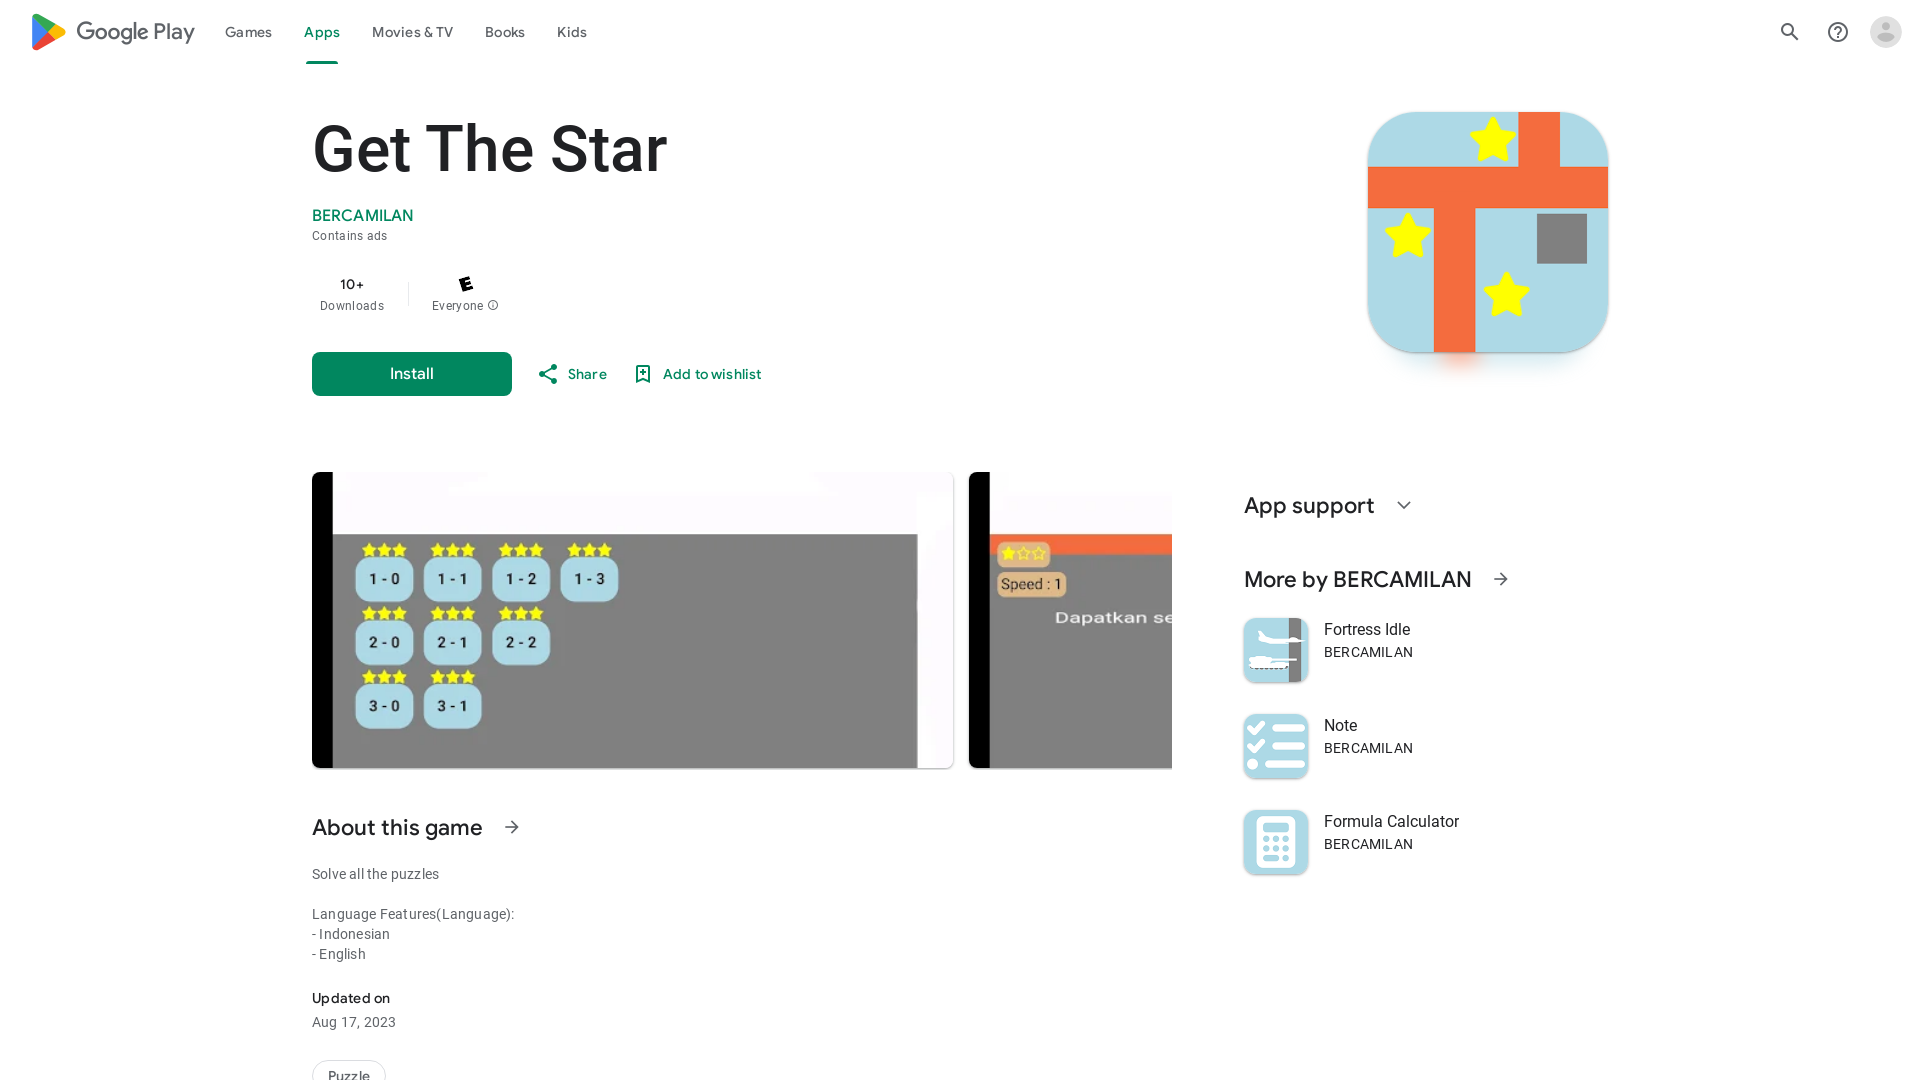 Google Play
Games
Apps
Movies & TV
Books
Kids
Get The Star
BERCAMILAN
Contains ads
10+
Downloads
E
Everyone
Install
Share
Add to wishlist
1 - 0
1 - 1
1 - 2
1 - 3
2 - 0
2 - 1
2 - 2
3 - 0
3 - 1
Speed : 1
Dapatkan se
App support
More by BERCAMILAN
Fortress Idle
BERCAMILAN
Note
BERCAMILAN
Formula Calculator
BERCAMILAN
About this game
Solve all the puzzles
Language Features(Language):
- Indonesian
- English
Updated on
Aug 17, 2023
Puzzle